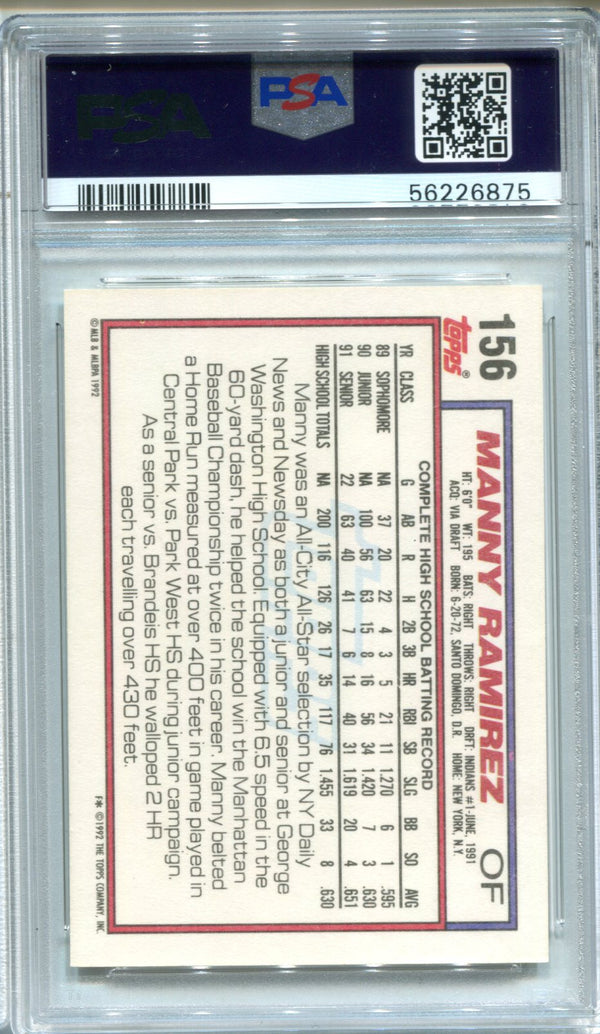 PSA
PSA
56226875
156
Topps®
MANNY RAMIREZ OF
HT: 6'0" WT: 195 BATS: RIGHT THROWS: RIGHT DRFT: INDIANS #1-JUNE, 1991
ACQ: VIA DRAFT BORN: 6-20-72, SANTO DOMINGO, D.R. HOME: NEW YORK, N.Y.
COMPLETE HIGH SCHOOL BATTING RECORD
YR CLASS G AB R H 2B 3B HR RBI SB SLG BB SO AVG
89 SOPHOMORE NA 37 20 22 4 3 5 21 11 1.270 6 1 .595
90 JUNIOR NA 100 56 63 15 8 16 56 34 1.420 7 3 .630
91 SENIOR 22 63 40 41 7 6 14 40 31 1.619 20 4 .651
HIGH SCHOOL TOTALS NA 200 116 126 26 17 35 117 76 1.455 33 8 .630
Manny was an All-City All-Star selection by NY Daily
News and Newsday as both a junior and senior at George
Washington High School. Equipped with 6.5 speed in the
60-yard dash, he helped the school win the Manhattan
Baseball Championship twice in his career. Manny belted
a Home Run measured at over 400 feet in game played in
Central Park vs. Park West HS during junior campaign.
As a senior vs. Brandeis HS he walloped 2 HR
each travelling over 430 feet.
©MLB & MLBPA 1992
F* ©1992 THE TOPPS COMPANY, INC.